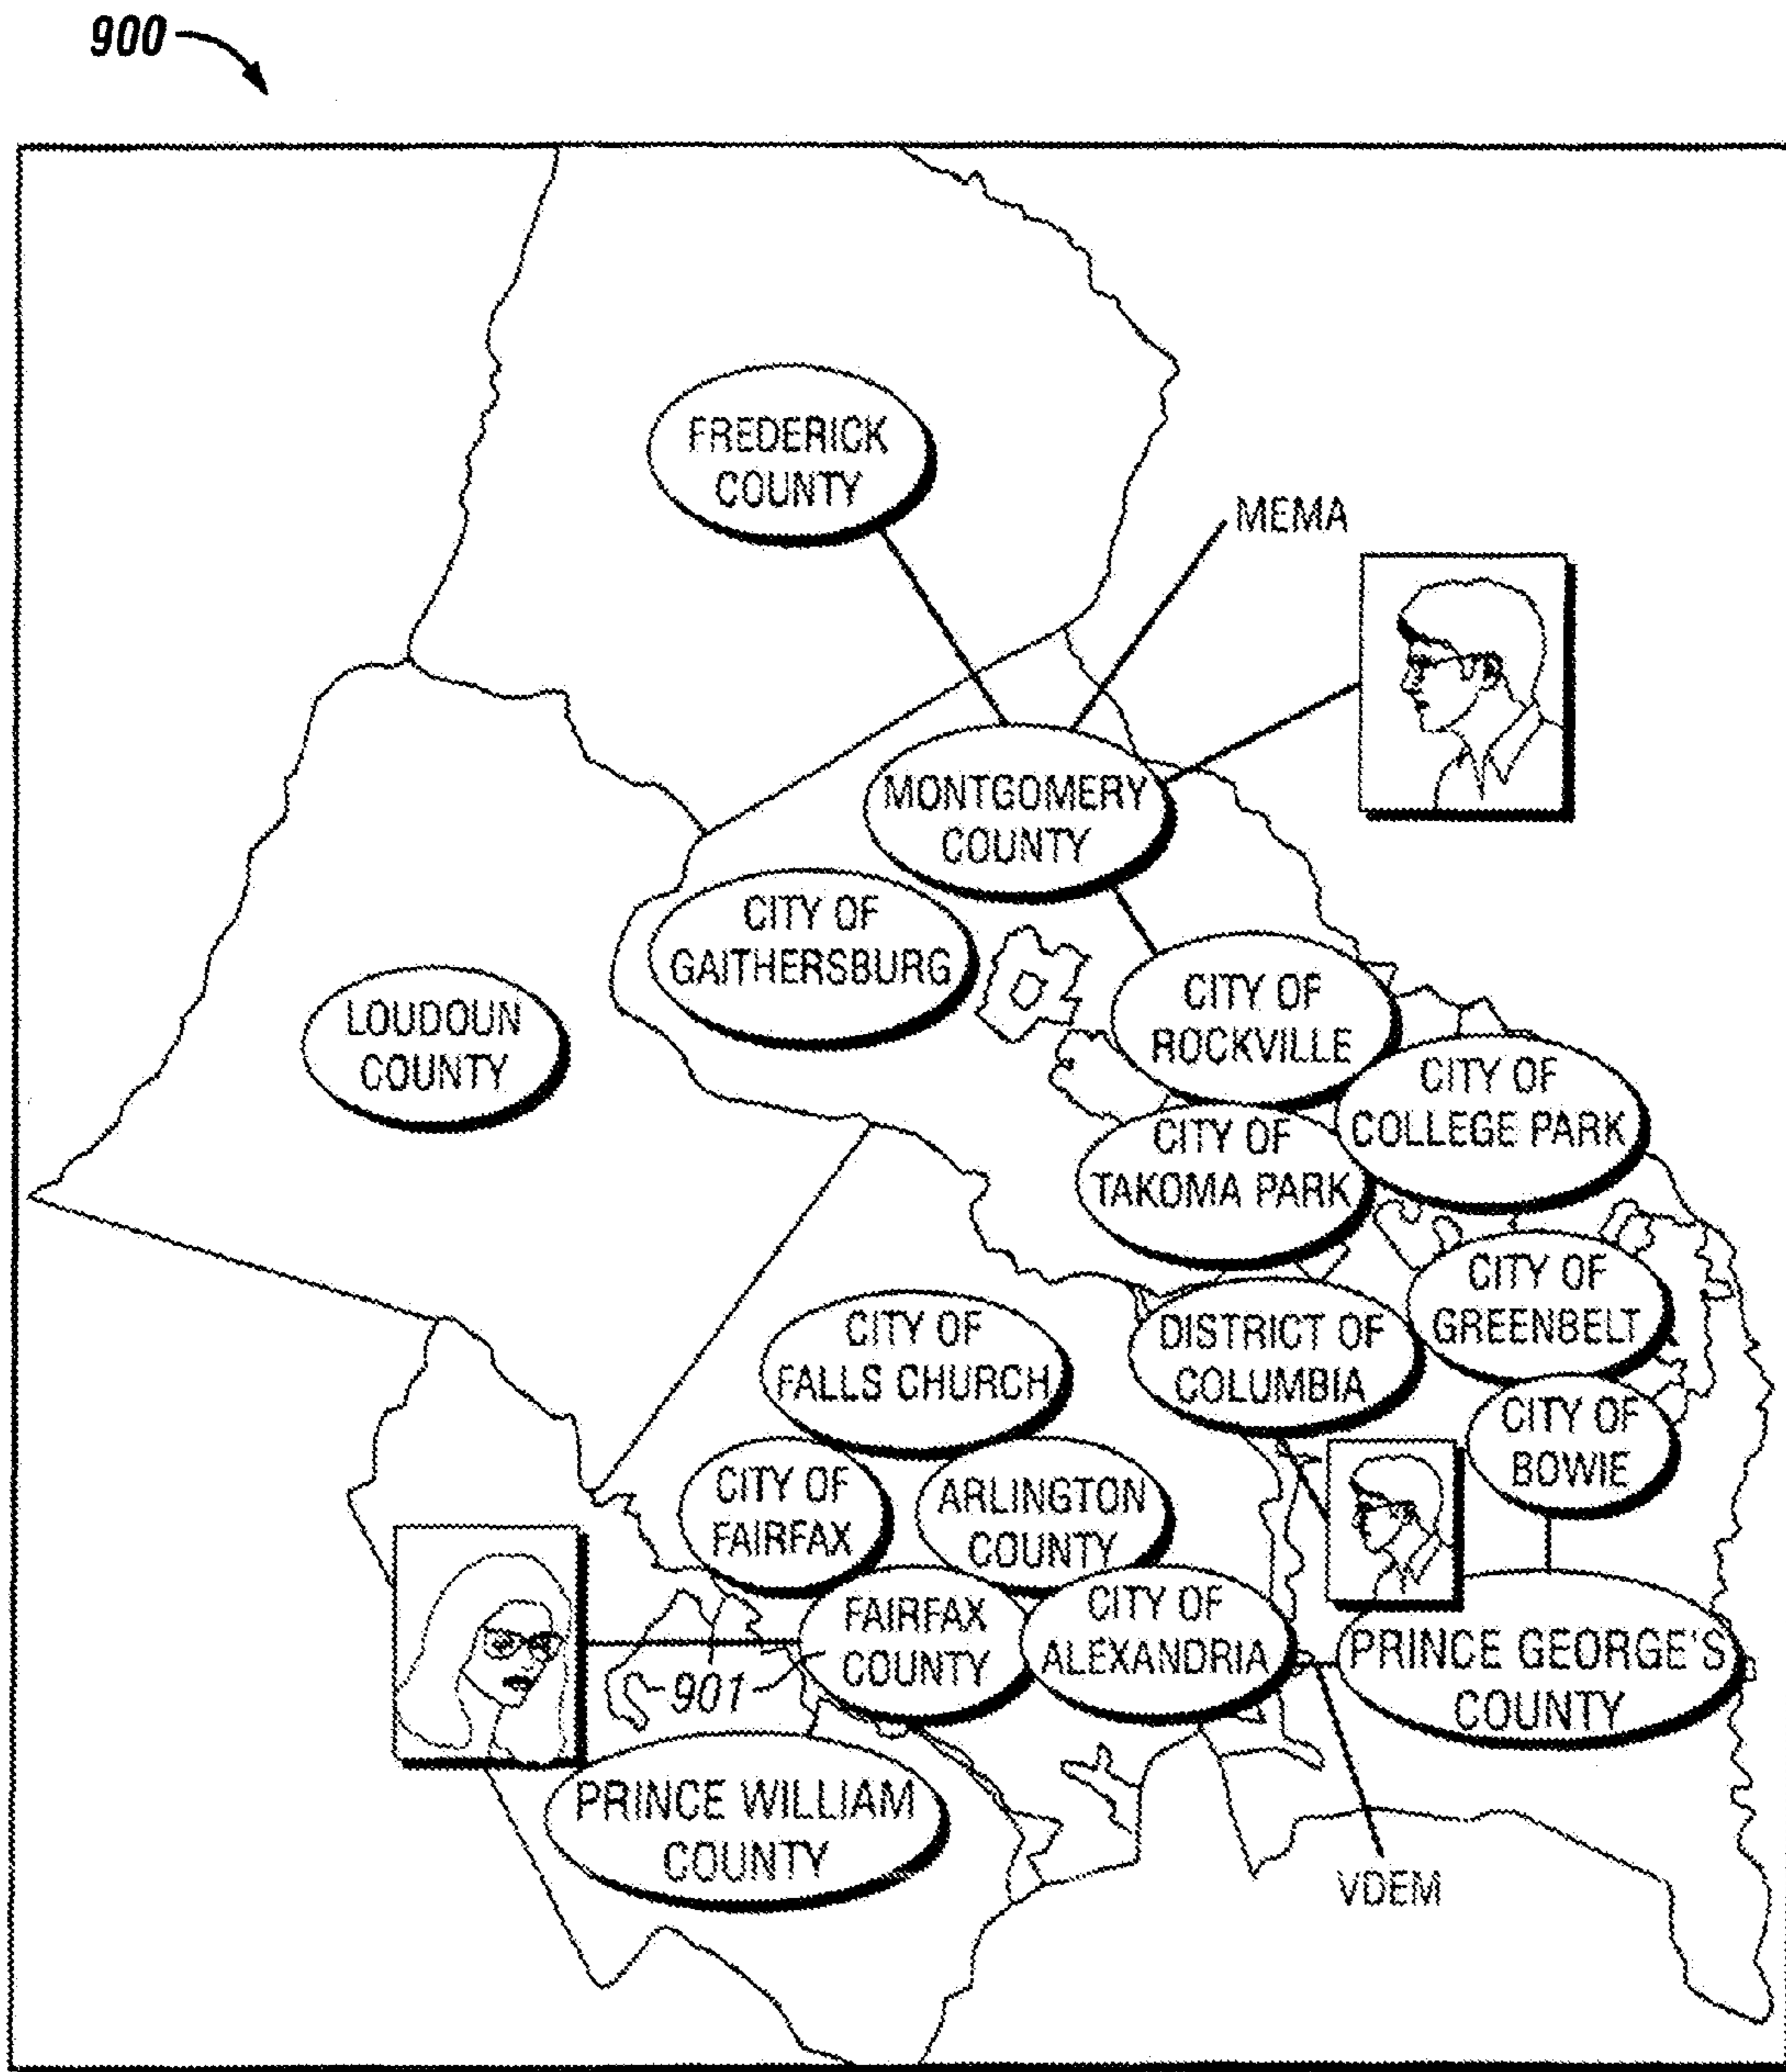 900
FREDERICK
COUNTY
MEMA
MONTGOMERY
COUNTY
CITY OF
GAITHERSBURG
LOUDOUN
COUNTY
CITY OF
ROCKVILLE
CITY OF
COLLEGE PARK
CITY OF
TAKOMA PARK
CITY OF
GREENBELT
CITY OF
FALLS CHURCH
DISTRICT OF
COLUMBIA
CITY OF
BOWIE
CITY OF
FAIRFAX
ARLINGTON
COUNTY
FAIRFAX
COUNTY
CITY OF
ALEXANDRIA
PRINCE GEORGE'S
COUNTY
901
PRINCE WILLIAM
COUNTY
VDEM